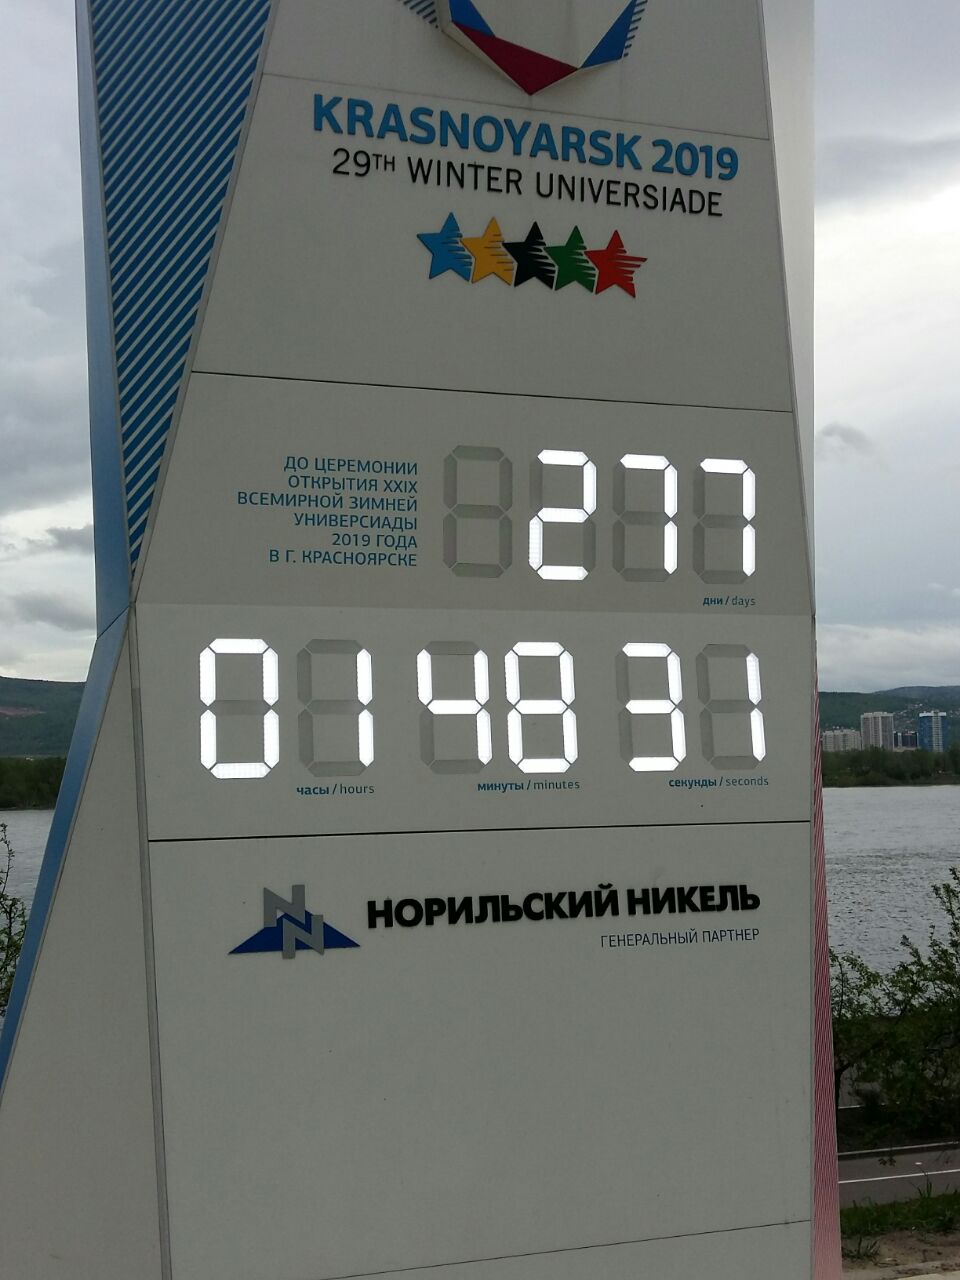 KRASNOYARSK 2019
29TH WINTER UNIVERSIADE
ДО ЦЕРЕМОНИИ
ОТКРЫТИЯ XXIX
ВСЕМИРНОЙ ЗИМНЕЙ
УНИВЕРСИАДЫ
2019 ГОДА
В Г. КРАСНОЯРСКЕ
277
дни / days
01 48 31
часы / hours минуты / minutes секунды / seconds
NN НОРИЛЬСКИЙ НИКЕЛЬ
ГЕНЕРАЛЬНЫЙ ПАРТНЕР